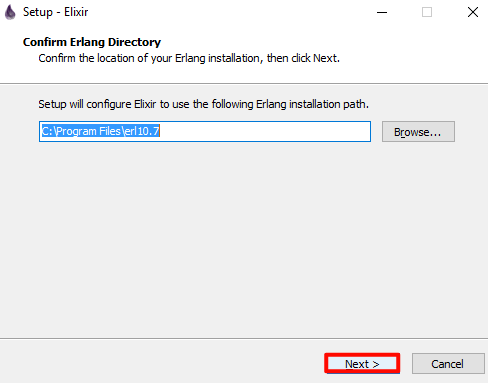 Setup - Elixir
Confirm Erlang Directory
Confirm the location of your Erlang installation, then click Next.
Setup will configure Elixir to use the following Erlang installation path.
C:\Program Files\erl10.7
Browse...
Next >
Cancel